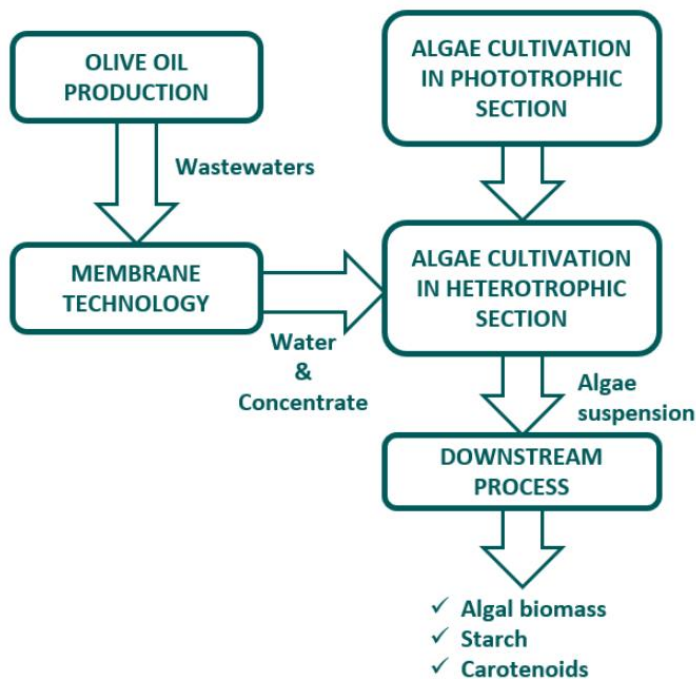 OLIVE OIL
PRODUCTION
Wastewaters
MEMBRANE
TECHNOLOGY
Water
&
Concentrate
ALGAE CULTIVATION
IN PHOTOTROPHIC
SECTION
ALGAE CULTIVATION
IN HETEROTROPHIC
SECTION
Algae
suspension
DOWNSTREAM
PROCESS
✓ Algal biomass
✓ Starch
✓ Carotenoids